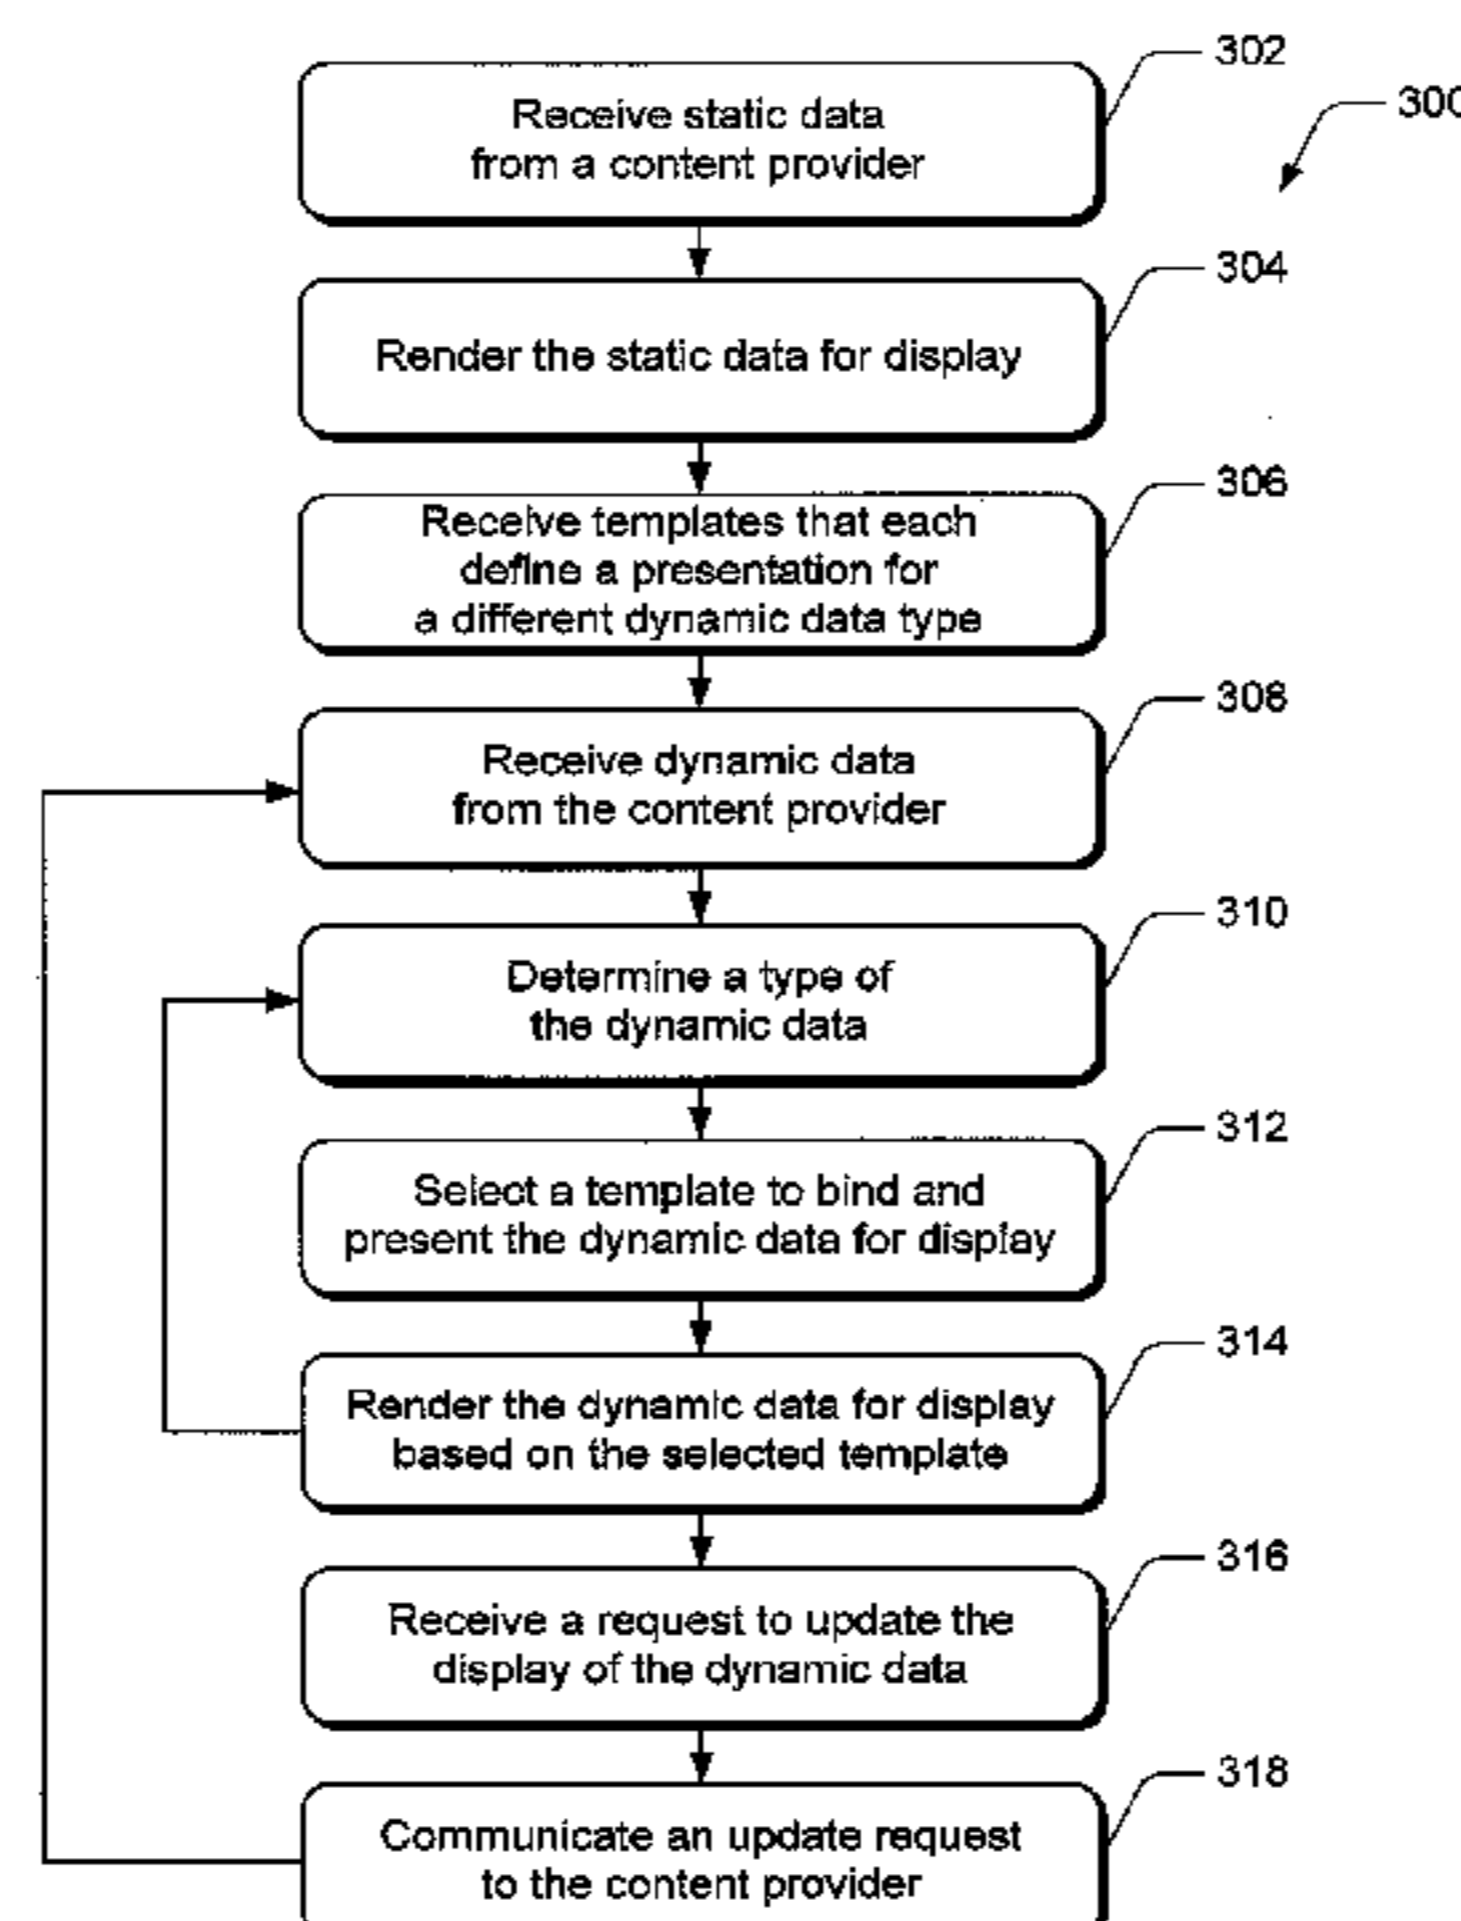 302
300
Receive static data
from a content provider
304
Render the static data for display
306
Receive templates that each
define a presentation for
a different dynamic data type
308
Receive dynamic data
from the content provider
310
Determine a type of
the dynamic data
312
Select a template to bind and
present the dynamic data for display
314
Render the dynamic data for display
based on the selected template
316
Receive a request to update the
display of the dynamic data
318
Communicate an update request
to the content provider